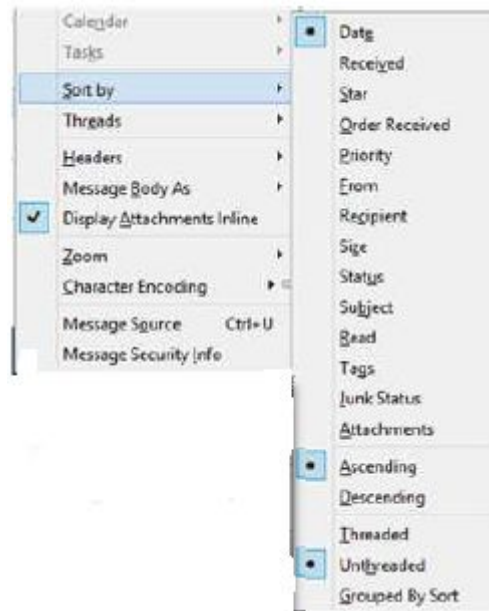 Calendar
Tasks
Sort by
Threads
Headers
Message Body As
Display Attachments Inline
Zoom
Character Encoding
Message Source Ctrl+U
Message Security Info
Date
Received
Star
Order Received
Priority
From
Recipient
Size
Status
Subject
Read
Tags
Junk Status
Attachments
Ascending
Descending
Threaded
Unthreaded
Grouped By Sort